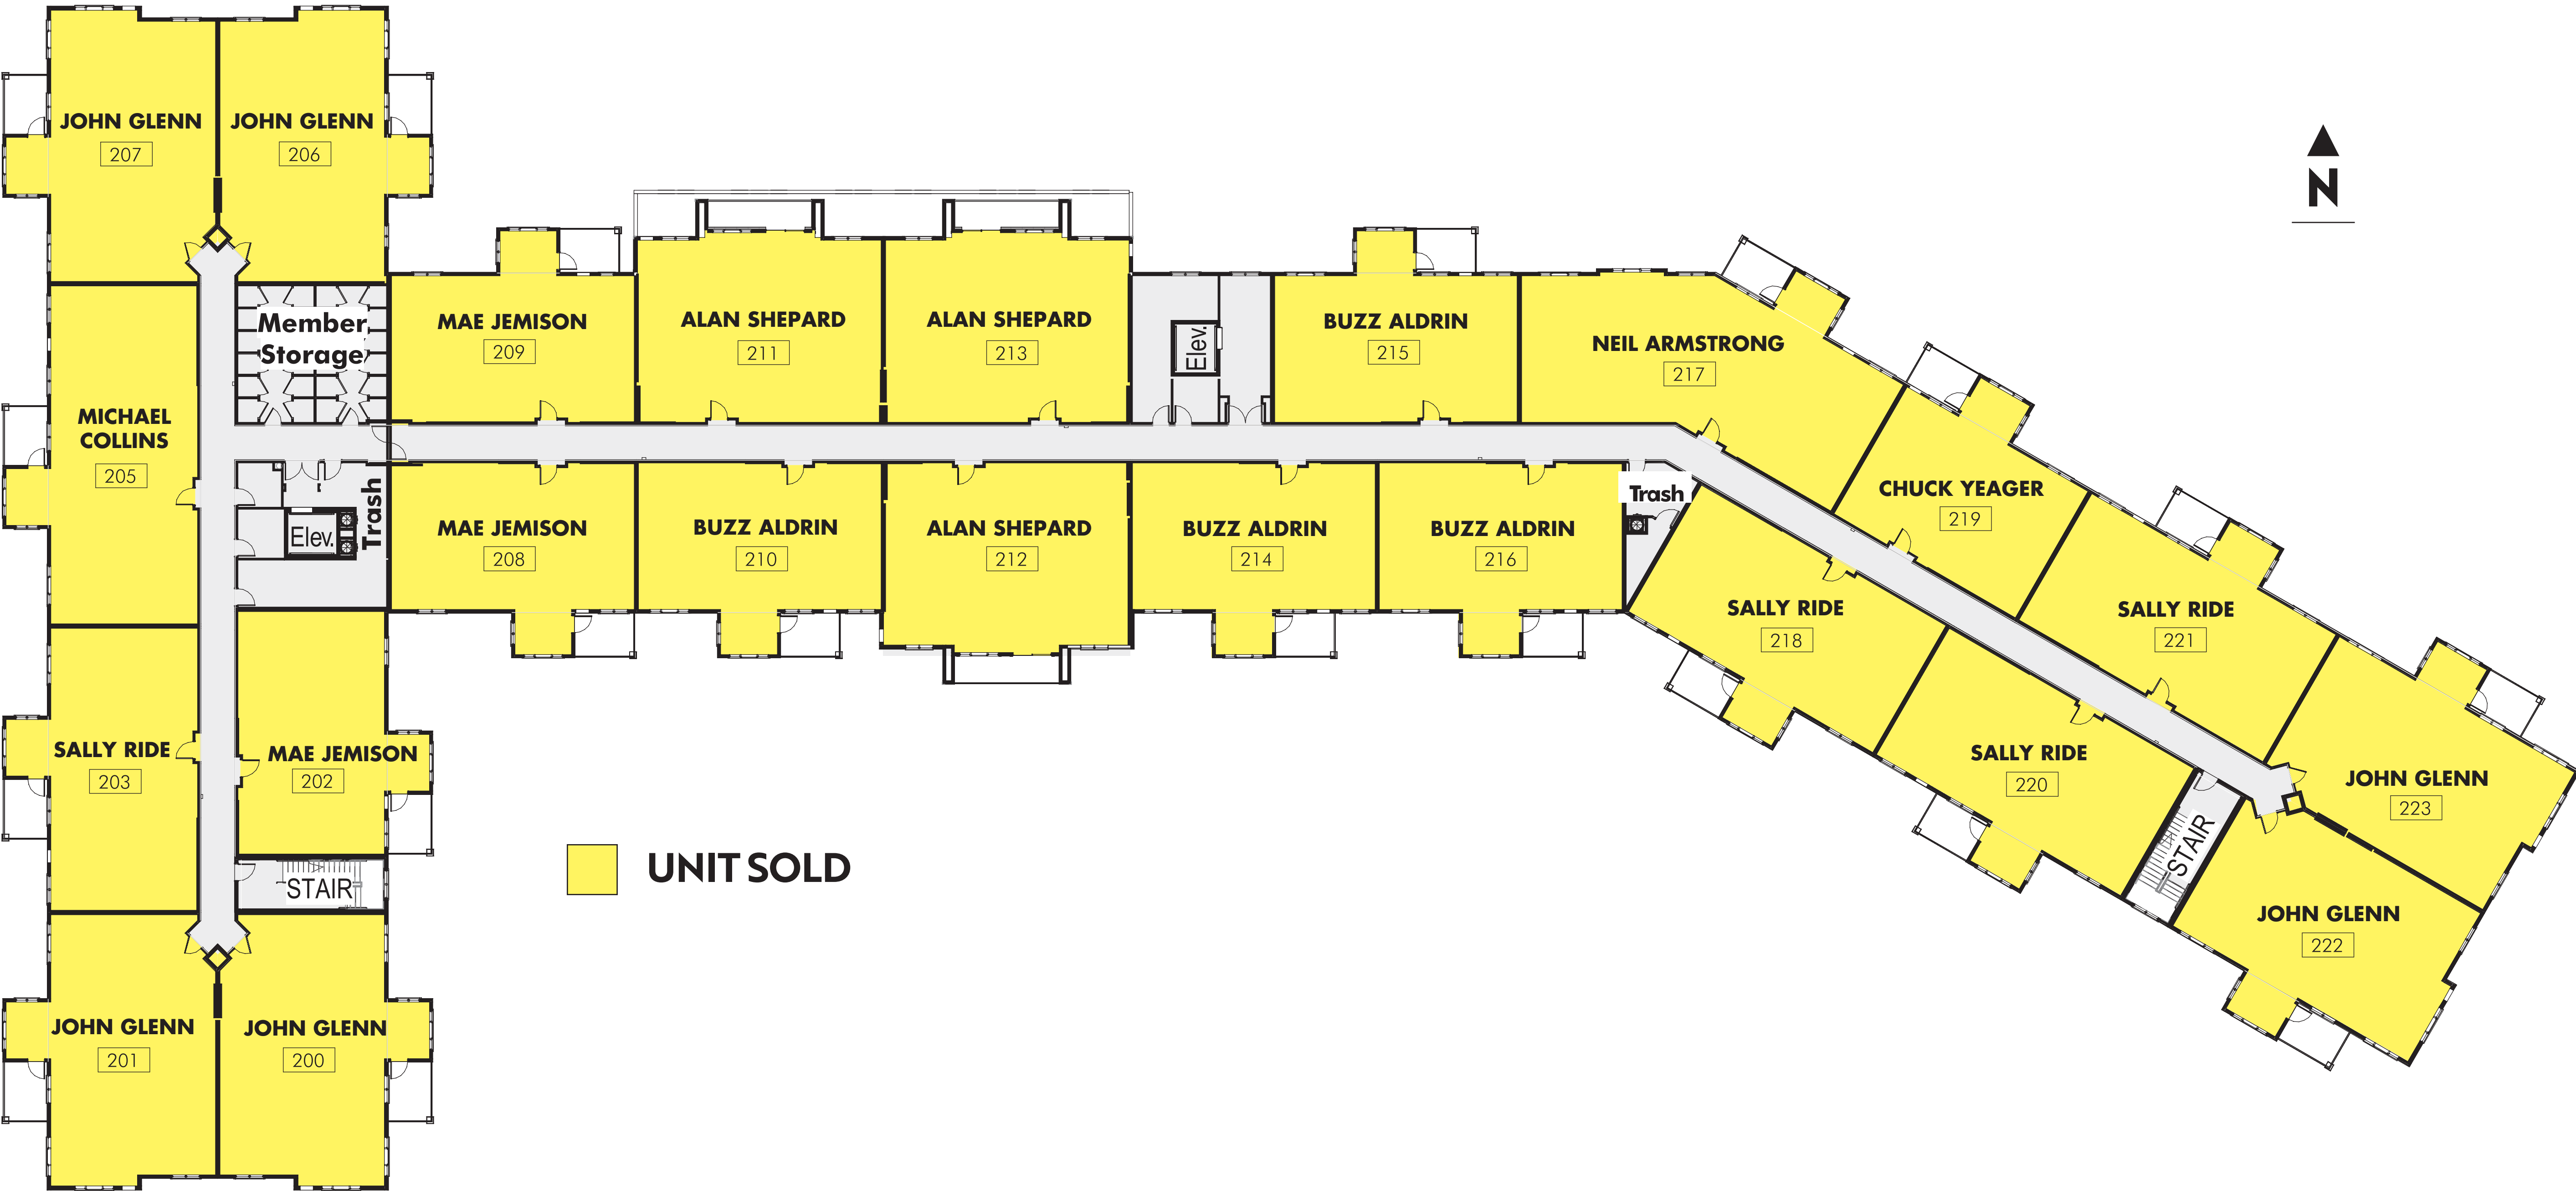 JOHN GLENN
207
JOHN GLENN
206
N
Member
Storage
MAE JEMISON
209
ALAN SHEPARD
211
ALAN SHEPARD
213
Elev.
BUZZ ALDRIN
215
NEIL ARMSTRONG
217
MICHAEL
COLLINS
205
Elev.
Trash
MAE JEMISON
208
BUZZ ALDRIN
210
ALAN SHEPARD
212
BUZZ ALDRIN
214
BUZZ ALDRIN
216
Trash
CHUCK YEAGER
219
SALLY RIDE
218
SALLY RIDE
221
SALLY RIDE
203
MAE JEMISON
202
SALLY RIDE
220
JOHN GLENN
223
STAIR
UNIT SOLD
STAIR
JOHN GLENN
222
JOHN GLENN
201
JOHN GLENN
200